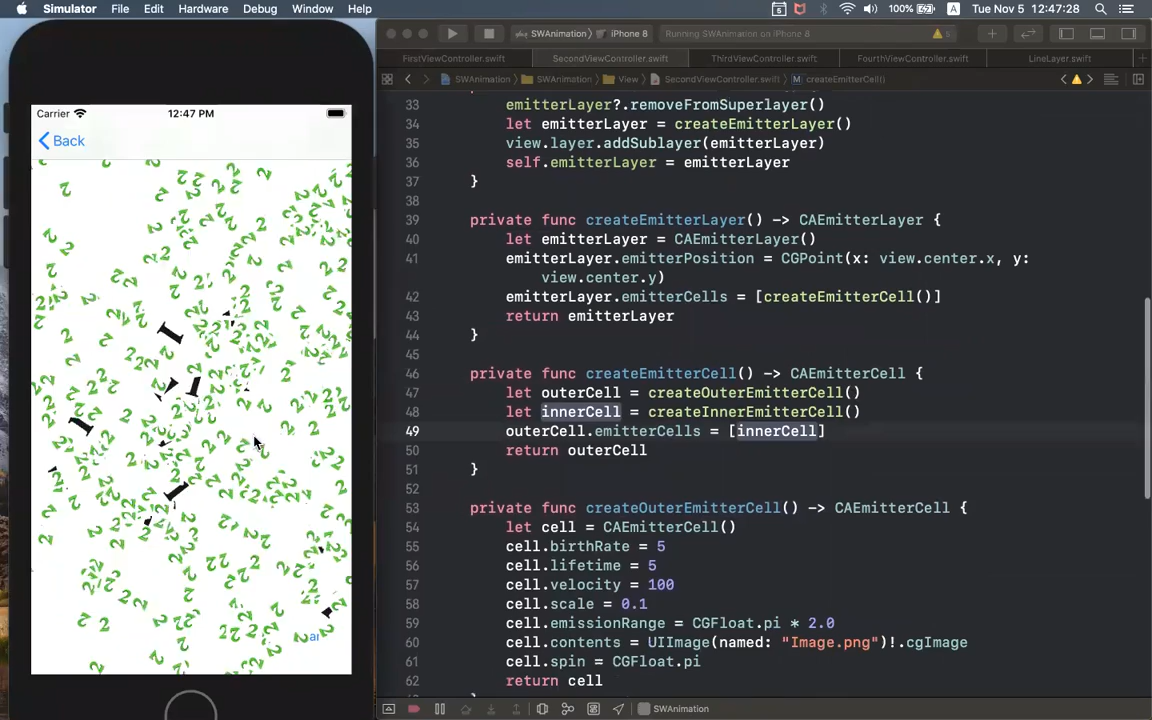 Simulator File Edit Hardware Debug Window Help 5 100% A Tue Nov 5 12:47:28
SWAnimation iPhone 8 Running SWAnimation on iPhone 8
FirstViewController.swift SecondViewController.swift ThirdViewController.swift FourthViewController.swift LineLayer.swift
SWAnimation SWAnimation View SecondViewController.swift M createEmitterCell()
Carrier 12:47 PM
Back
33 emitterLayer?.removeFromSuperlayer()
34 let emitterLayer = createEmitterLayer()
35 view.layer.addSublayer(emitterLayer)
36 self.emitterLayer = emitterLayer
37 }
38
39 private func createEmitterLayer() -> CAEmitterLayer {
40 let emitterLayer = CAEmitterLayer()
41 emitterLayer.emitterPosition = CGPoint(x: view.center.x, y:
view.center.y)
42 emitterLayer.emitterCells = [createEmitterCell()]
43 return emitterLayer
44 }
45
46 private func createEmitterCell() -> CAEmitterCell {
47 let outerCell = createOuterEmitterCell()
48 let innerCell = createInnerEmitterCell()
49 outerCell.emitterCells = [innerCell]
50 return outerCell
51 }
52
53 private func createOuterEmitterCell() -> CAEmitterCell {
54 let cell = CAEmitterCell()
55 cell.birthRate = 5
56 cell.lifetime = 5
57 cell.velocity = 100
58 cell.scale = 0.1
59 cell.emissionRange = CGFloat.pi * 2.0
60 cell.contents = UIImage(named: "Image.png")!.cgImage
61 cell.spin = CGFloat.pi
62 return cell
SWAnimation